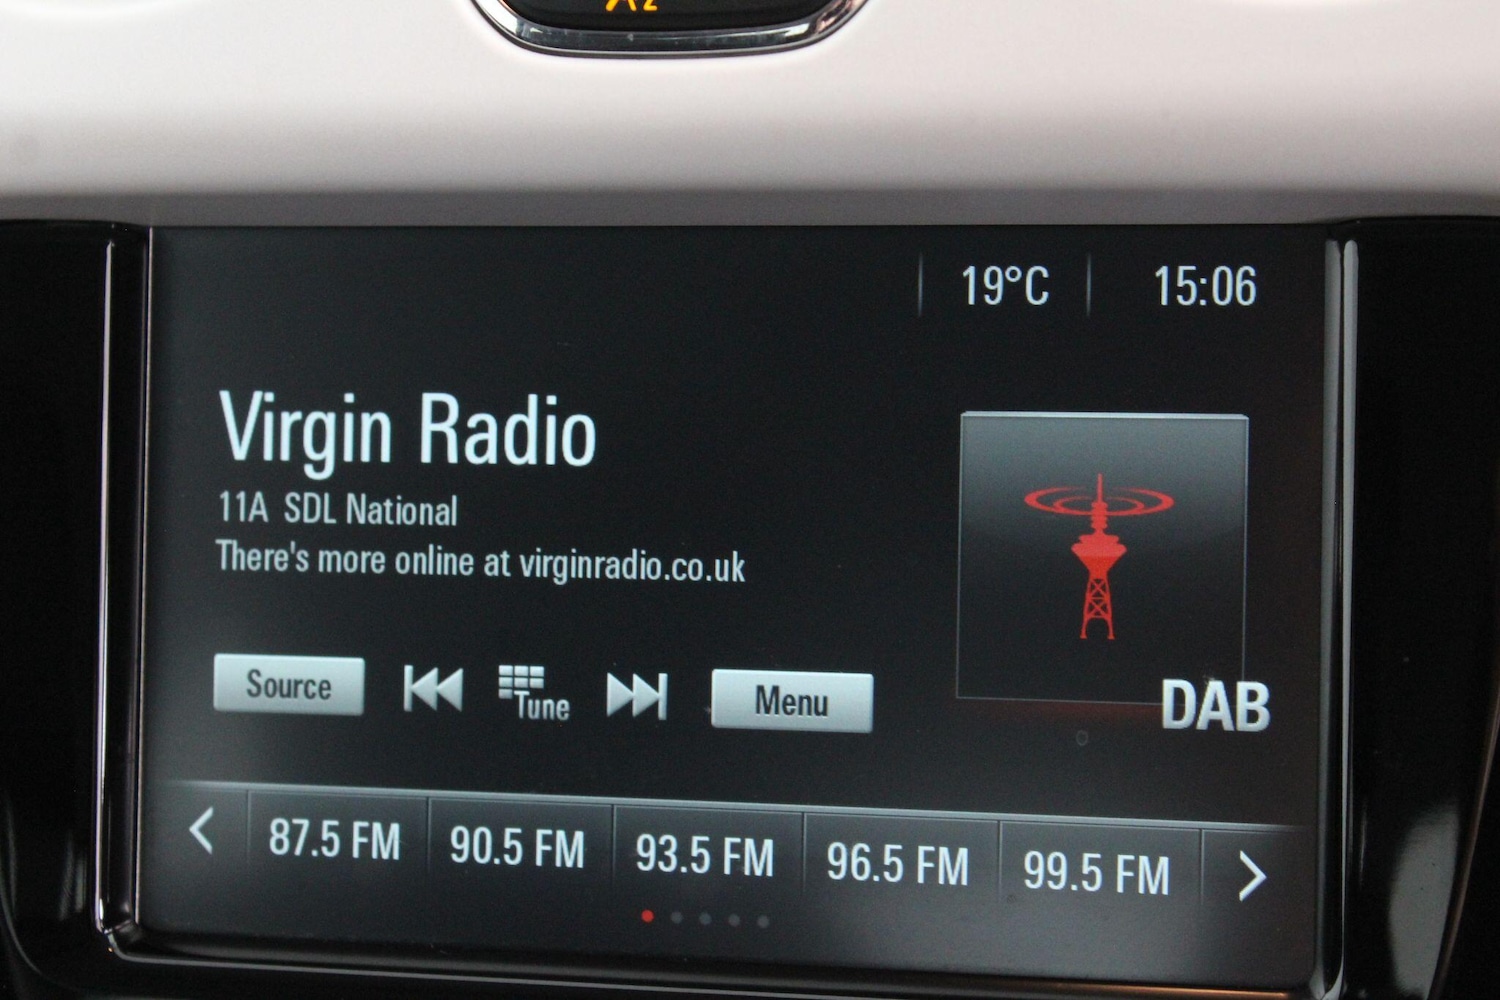 19°C 15:06
Virgin Radio
11A SDL National
There's more online at virginradio.co.uk
Source Tune Menu
DAB
87.5 FM 90.5 FM 93.5 FM 96.5 FM 99.5 FM